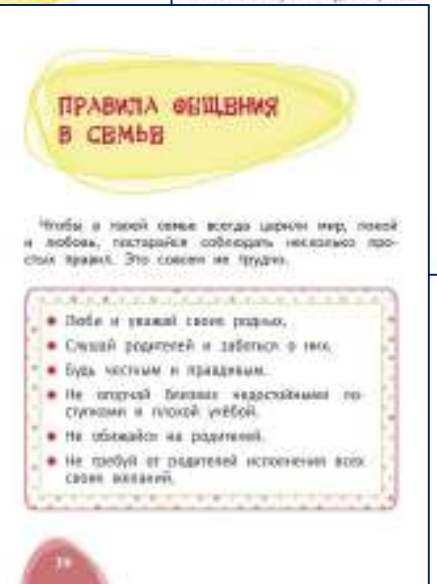 ПРАВИЛА ОБЩЕНИЯ
В СЕМЬЕ
Чтобы в твоей семье всегда царили мир, покой
и любовь, постарайся соблюдать несколько про-
стых правил. Это совсем не трудно.
Люби и уважай своих родных.
Слушай родителей и заботься о них.
Будь честным и правдивым.
Не огорчай близких недостойными по-
ступками и плохой учёбой.
Не обижайся на родителей.
Не требуй от родителей исполнения всех
своих желаний.